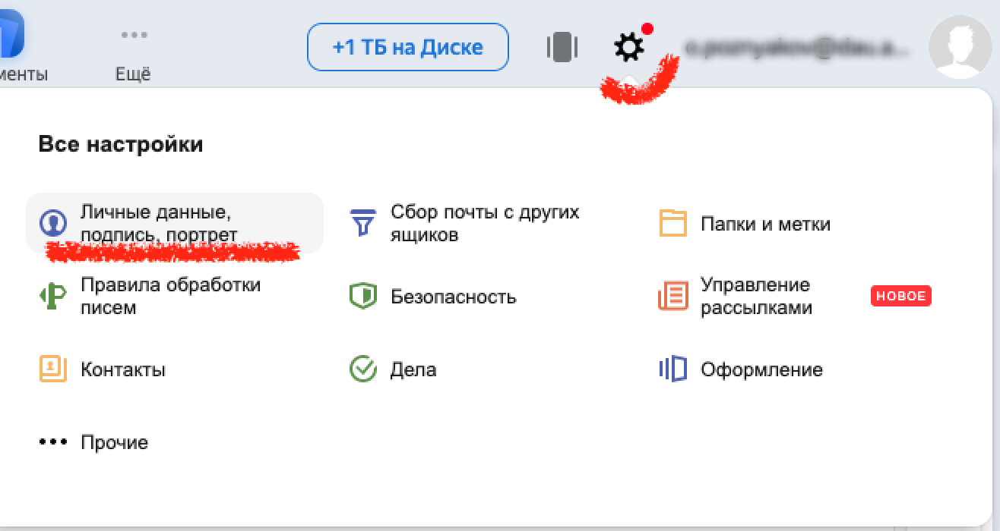 +1 ТБ на Диске
менты
Ещё
Все настройки
Личные данные,
подпись, портрет
Сбор почты с других
ящиков
Папки и метки
Правила обработки
писем
Безопасность
Управление
рассылками
НОВОЕ
Контакты
Дела
Оформление
Прочие